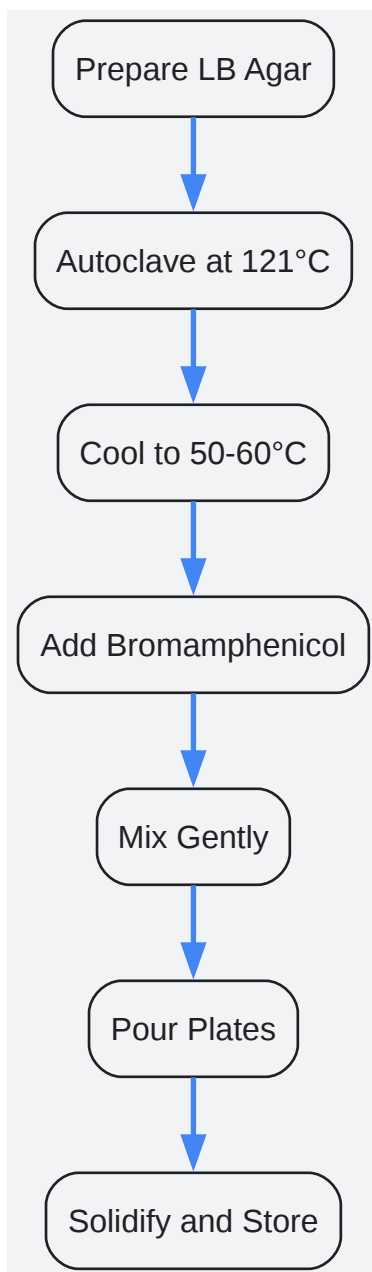 Prepare LB Agar
Autoclave at 121°C
Cool to 50-60°C
Add Bromamphenicol
Mix Gently
Pour Plates
Solidify and Store